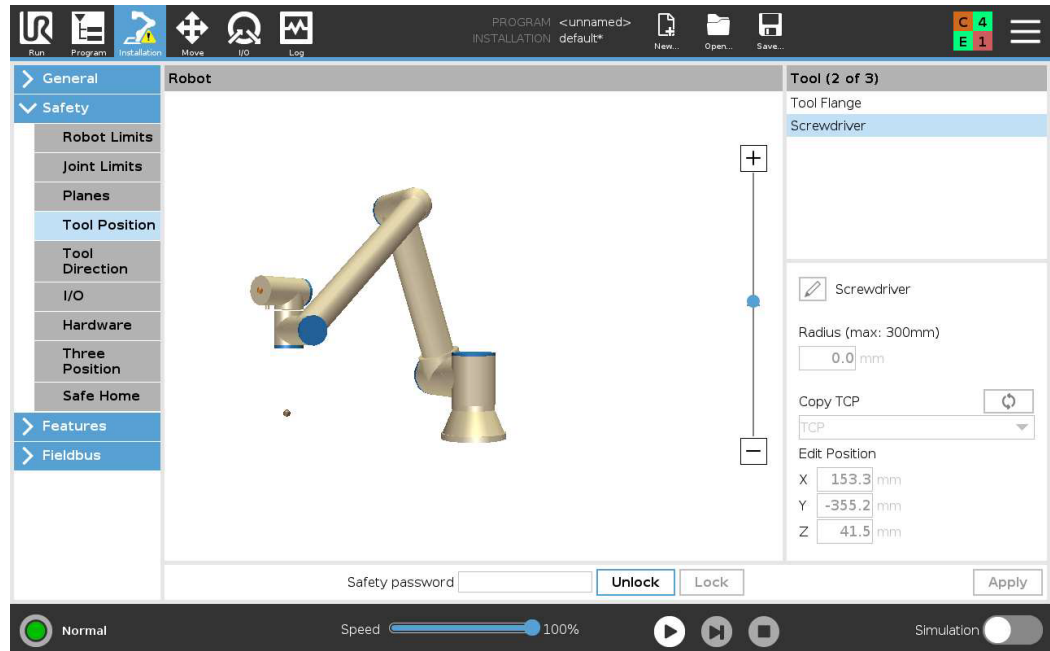 UR
Run
Program
Installation
Move
I/O
Log
PROGRAM <unnamed>
INSTALLATION default*
New...
Open...
Save...
C 4
E 1
General
Safety
Robot Limits
Joint Limits
Planes
Tool Position
Tool
Direction
I/O
Hardware
Three
Position
Safe Home
Features
Fieldbus
Robot
Tool (2 of 3)
Tool Flange
Screwdriver
Screwdriver
Radius (max: 300mm)
0.0 mm
Copy TCP
TCP
Edit Position
X 153.3 mm
Y -355.2 mm
Z 41.5 mm
Safety password
Unlock
Lock
Apply
Normal
Speed
100%
Simulation